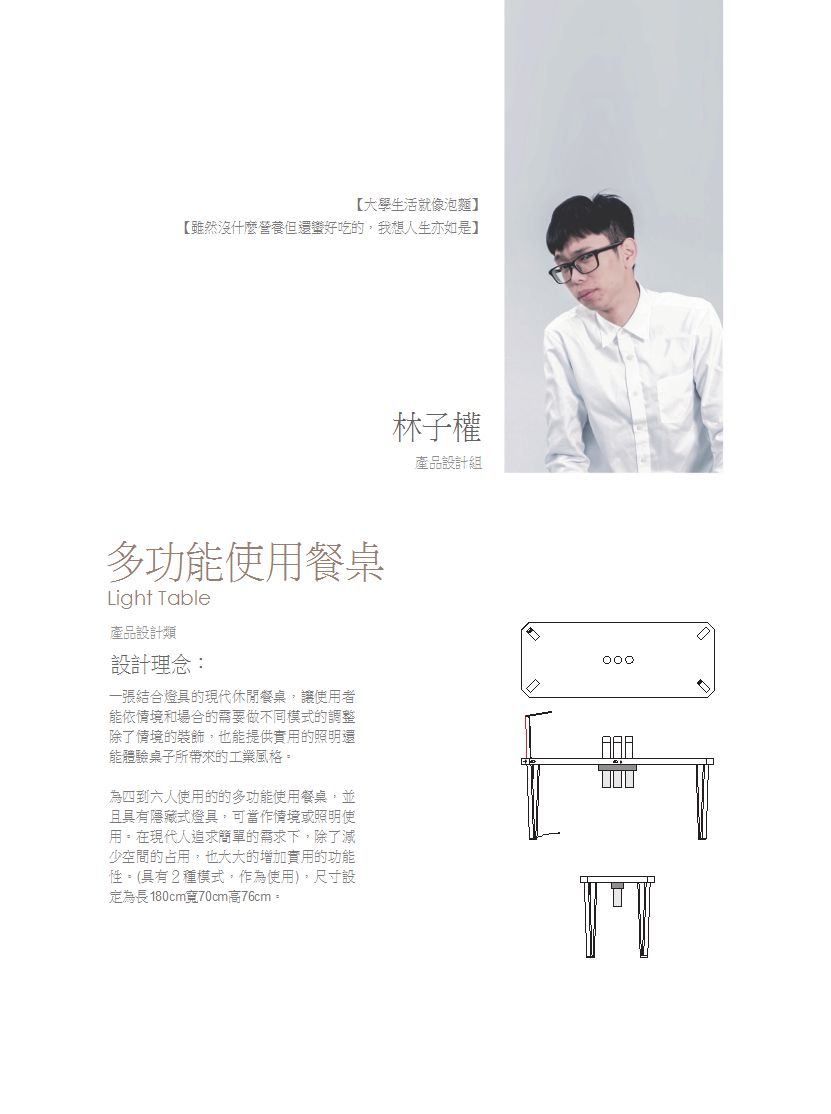 【大學生活就像泡麵】
【雖然沒什麼營養但還蠻好吃的,我想人生亦如是】
林子權
產品設計組
多功能使用餐桌
Light Table
產品設計類
設計理念:
一張結合燈具的現代休閒餐桌,讓使用者
能依情境和場合的需要做不同模式的調整
除了情境的裝飾,也能提供實用的照明還
能體驗桌子所帶來的工業風格。
為四到六人使用的的多功能使用餐桌,並
且具有隱藏式燈具,可當作情境或照明使
用。在現代人追求簡單的需求下,除了減
少空間的占用,也大大的增加實用的功能
性。(具有2種模式,作為使用),尺寸設
定為長180cm寬70cm高76cm。